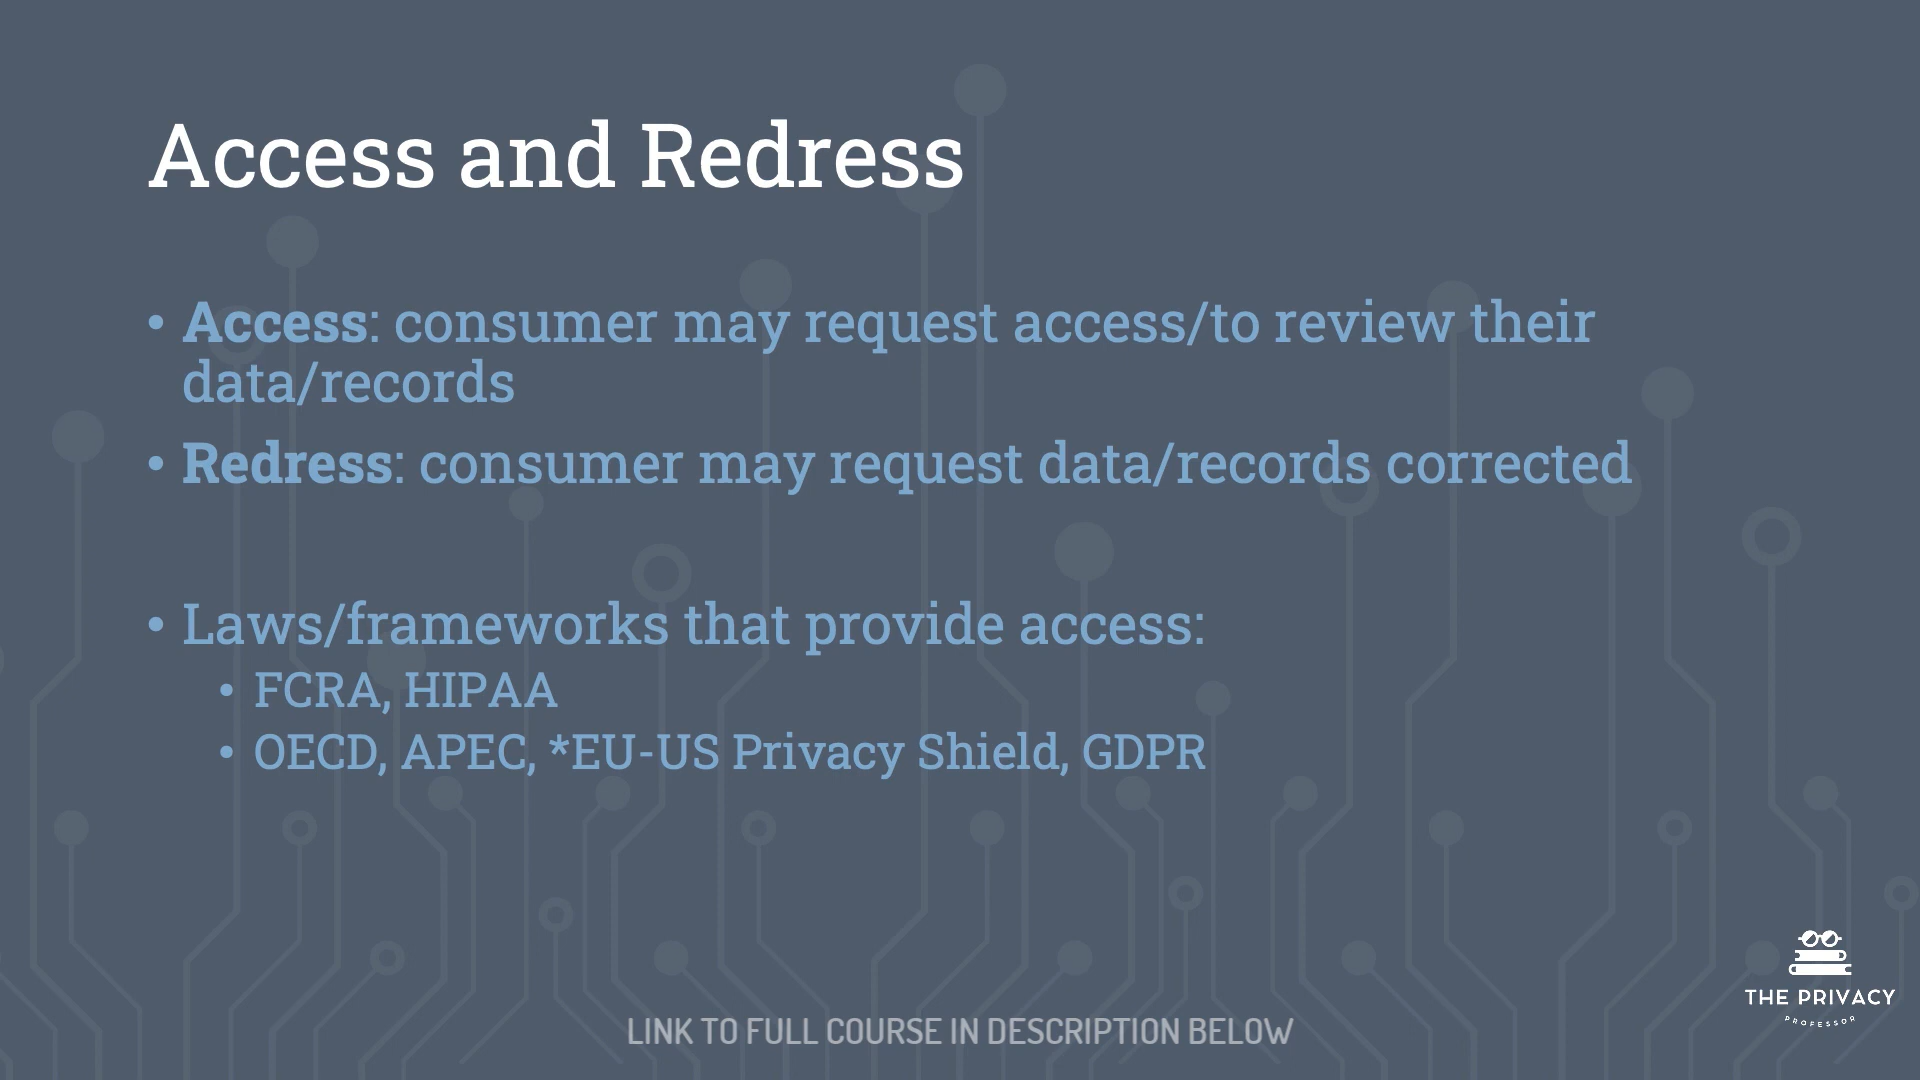 Access and Redress
• Access: consumer may request access/to review their
data/records
• Redress: consumer may request data/records corrected
• Laws/frameworks that provide access:
• FCRA, HIPAA
• OECD, APEC, *EU-US Privacy Shield, GDPR
THE PRIVACY
PROFESSOR
LINK TO FULL COURSE IN DESCRIPTION BELOW